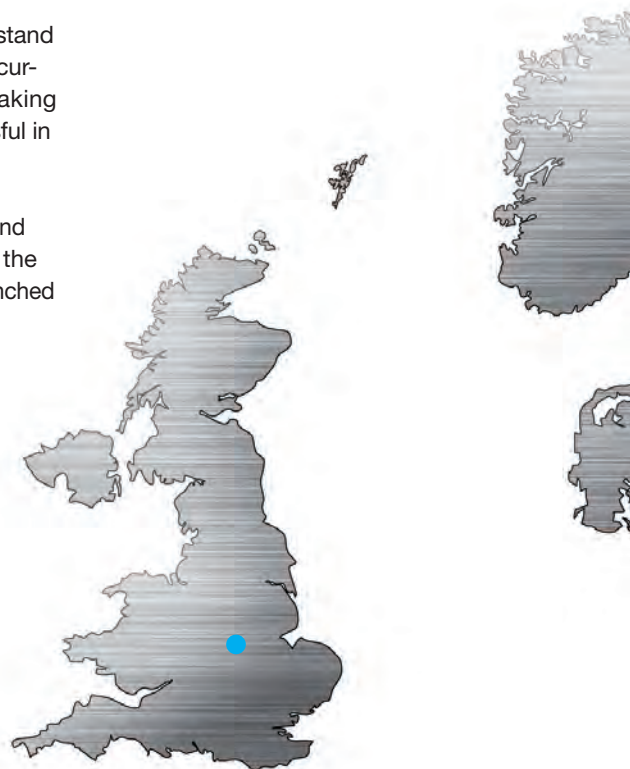 stand
cur-
aking
ful in
nd
the
nched